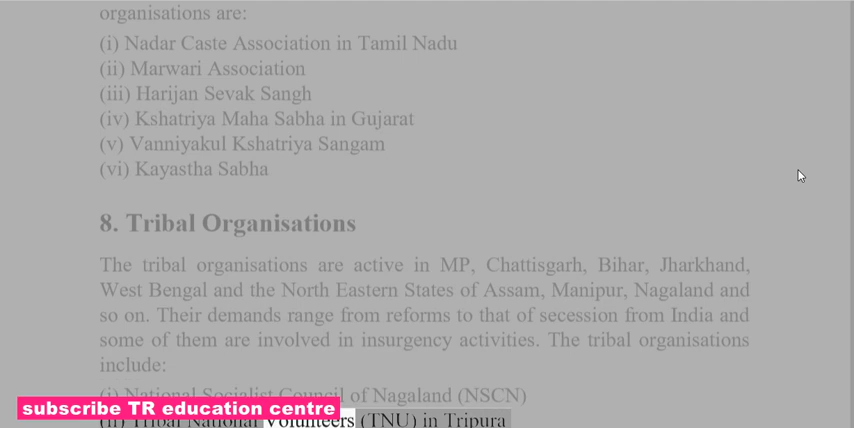 organisations are:
(i) Nadar Caste Association in Tamil Nadu
(ii) Marwari Association
(iii) Harijan Sevak Sangh
(iv) Kshatriya Maha Sabha in Gujarat
(v) Vanniyakul Kshatriya Sangam
(vi) Kayastha Sabha
8. Tribal Organisations
The tribal organisations are active in MP, Chattisgarh, Bihar, Jharkhand,
West Bengal and the North Eastern States of Assam, Manipur, Nagaland and
so on. Their demands range from reforms to that of secession from India and
some of them are involved in insurgency activities. The tribal organisations
include:
(i) National Socialist Council of Nagaland (NSCN)
subscribe TR education centre
(ii) Tribal National Volunteers (TNU) in Tripura